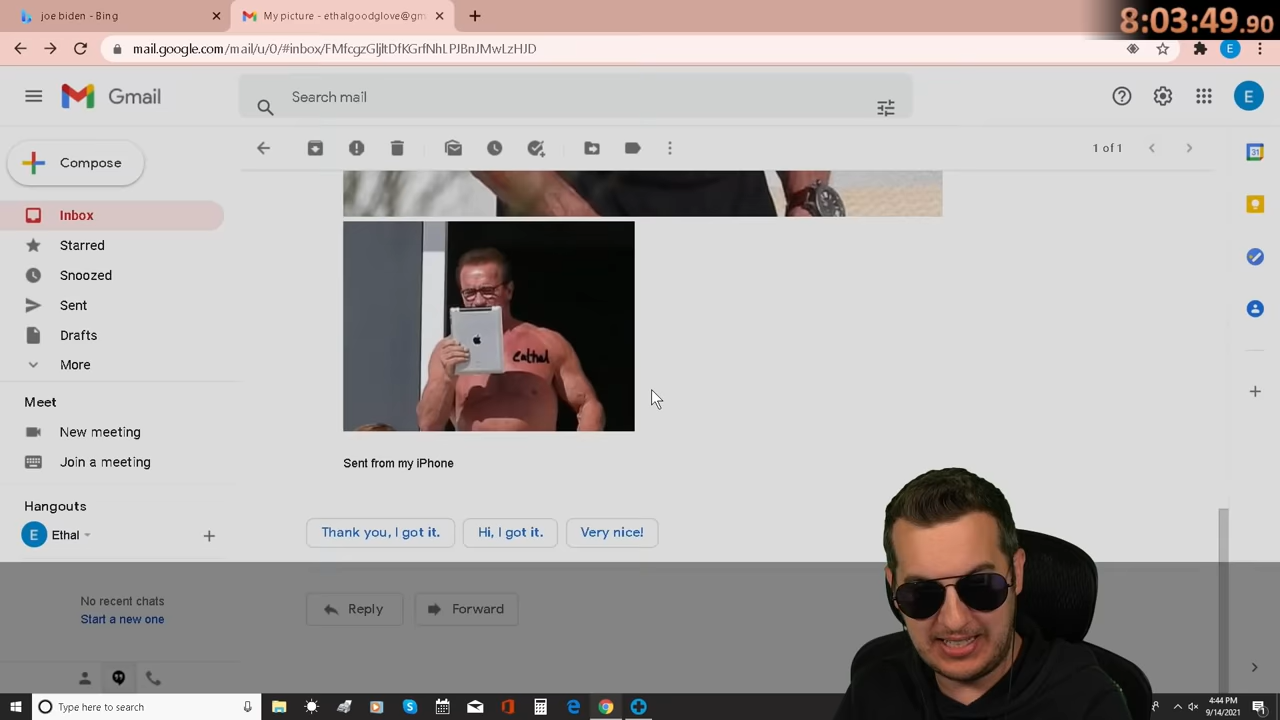 8:03:49.90
joe biden - Bing
My picture - ethalgoodglove@gm
mail.google.com/mail/u/0/#inbox/FMfcgzGljltDfKGrfNhLPJBnJMwLzHJD
E
Gmail
Search mail
E
Compose
1 of 1
Inbox
Starred
Snoozed
Sent
Drafts
More
Meet
New meeting
Join a meeting
Hangouts
E Ethal
No recent chats
Start a new one
31
Sent from my iPhone
Thank you, I got it.
Hi, I got it.
Very nice!
Reply
Forward
Type here to search
4:44 PM
9/14/2021